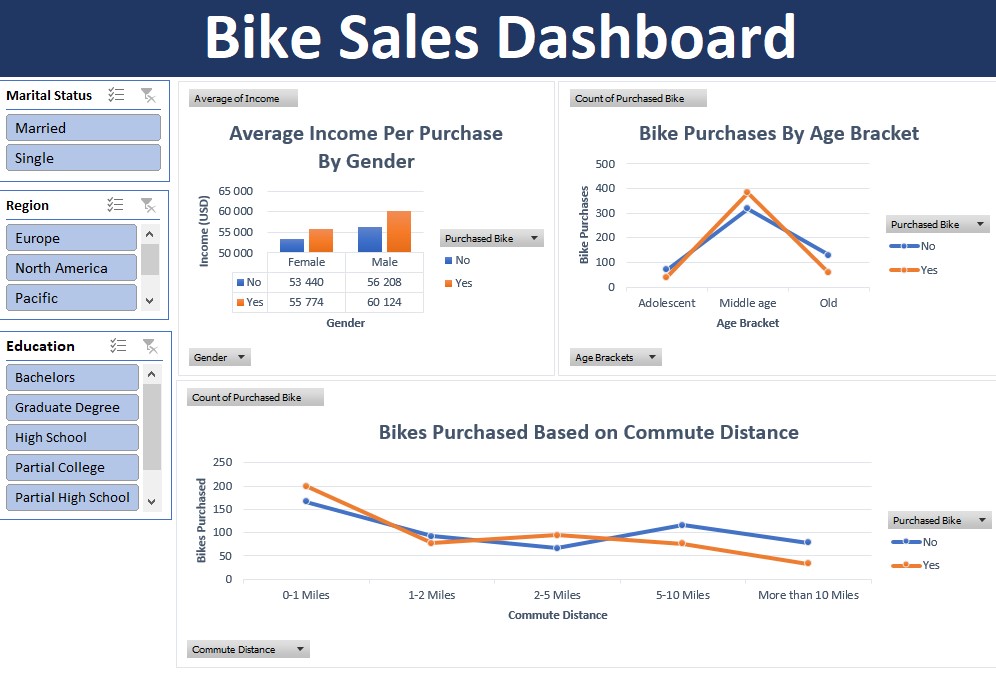 Bike Sales Dashboard
Marital Status
Married
Single
Region
Europe
North America
Pacific
Education
Bachelors
Graduate Degree
High School
Partial College
Partial High School
Average of Income
Average Income Per Purchase
By Gender
Income (USD)
65 000
60 000
55 000
50 000
Female Male
No 53 440 56 208
Yes 55 774 60 124
Gender
Purchased Bike
No
Yes
Gender
Count of Purchased Bike
Bike Purchases By Age Bracket
Bike Purchases
500
400
300
200
100
0
Adolescent Middle age Old
Age Bracket
Purchased Bike
No
Yes
Age Brackets
Count of Purchased Bike
Bikes Purchased Based on Commute Distance
Bikes Purchased
250
200
150
100
50
0
0-1 Miles 1-2 Miles 2-5 Miles 5-10 Miles More than 10 Miles
Commute Distance
Purchased Bike
No
Yes
Commute Distance